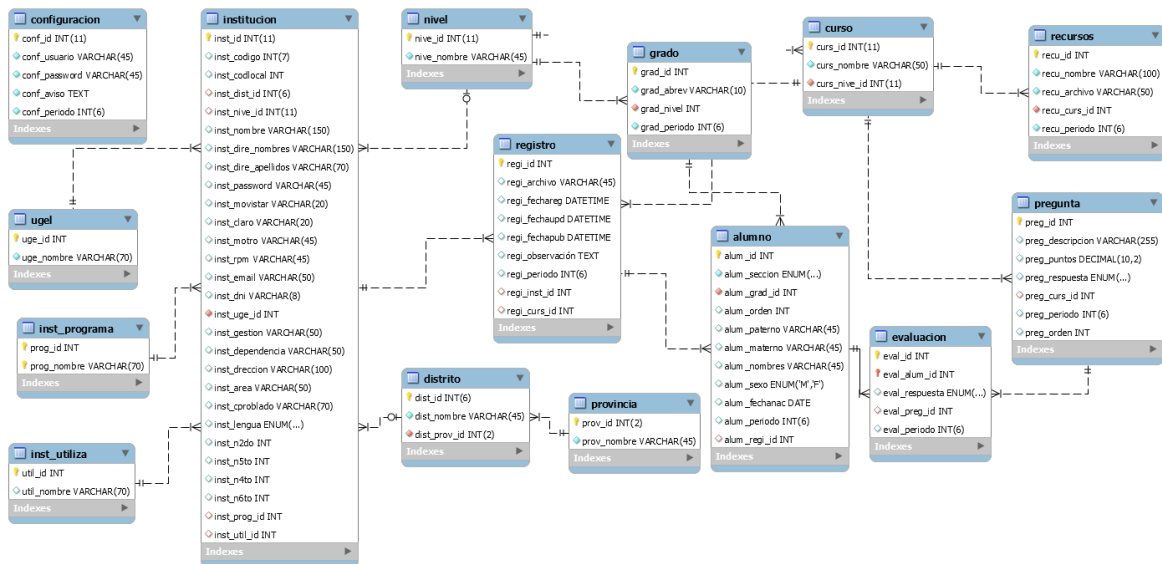 configuracion
conf_id INT(11)
conf_usuario VARCHAR(45)
conf_password VARCHAR(45)
conf_aviso TEXT
conf_periodo INT(6)
Indexes
institucion
inst_id INT(11)
inst_codigo INT(7)
inst_codlocal INT
inst_dist_id INT(6)
inst_nive_id INT(11)
inst_nombre VARCHAR(150)
inst_dire_nombres VARCHAR(150)
inst_dire_apellidos VARCHAR(70)
inst_password VARCHAR(45)
inst_movistar VARCHAR(20)
inst_claro VARCHAR(20)
inst_motro VARCHAR(45)
inst_rpm VARCHAR(45)
inst_email VARCHAR(50)
inst_dni VARCHAR(8)
inst_uge_id INT
inst_gestion VARCHAR(50)
inst_dependencia VARCHAR(50)
inst_dreccion VARCHAR(100)
inst_area VARCHAR(50)
inst_cproblado VARCHAR(70)
inst_lengua ENUM(...)
inst_n2do INT
inst_n5to INT
inst_n4to INT
inst_n6to INT
inst_prog_id INT
inst_util_id INT
Indexes
nivel
nive_id INT(11)
nive_nombre VARCHAR(45)
Indexes
grado
grad_id INT
grad_abrev VARCHAR(10)
grad_nivel INT
grad_periodo INT(6)
Indexes
curso
curs_id INT(11)
curs_nombre VARCHAR(50)
curs_nive_id INT(11)
Indexes
recursos
recu_id INT
recu_nombre VARCHAR(100)
recu_archivo VARCHAR(50)
recu_curs_id INT
recu_periodo INT(6)
Indexes
registro
regi_id INT
regi_archivo VARCHAR(45)
regi_fechareg DATETIME
regi_fechaupd DATETIME
regi_fechapub DATETIME
regi_observación TEXT
regi_periodo INT(6)
regi_inst_id INT
regi_curs_id INT
Indexes
ugel
uge_id INT
uge_nombre VARCHAR(70)
Indexes
alumno
alum_id INT
alum_seccion ENUM(...)
alum_grad_id INT
alum_orden INT
alum_paterno VARCHAR(45)
alum_materno VARCHAR(45)
alum_nombres VARCHAR(45)
alum_sexo ENUM('M','F')
alum_fechanac DATE
alum_periodo INT(6)
alum_regi_id INT
Indexes
pregunta
preg_id INT
preg_descripcion VARCHAR(255)
preg_puntos DECIMAL(10,2)
preg_respuesta ENUM(...)
preg_curs_id INT
preg_periodo INT(6)
preg_orden INT
Indexes
inst_programa
prog_id INT
prog_nombre VARCHAR(70)
Indexes
evaluacion
eval_id INT
eval_alum_id INT
eval_respuesta ENUM(...)
eval_preg_id INT
eval_periodo INT(6)
Indexes
distrito
dist_id INT(6)
dist_nombre VARCHAR(45)
dist_prov_id INT(2)
Indexes
provincia
prov_id INT(2)
prov_nombre VARCHAR(45)
Indexes
inst_utiliza
util_id INT
util_nombre VARCHAR(70)
Indexes